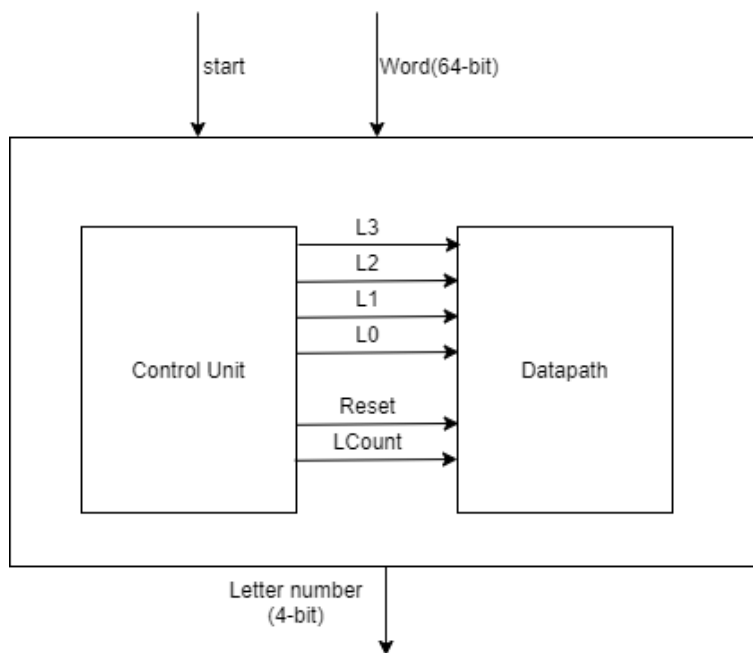 start
Word(64-bit)
L3
L2
L1
L0
Control Unit
Datapath
Reset
LCount
Letter number
(4-bit)